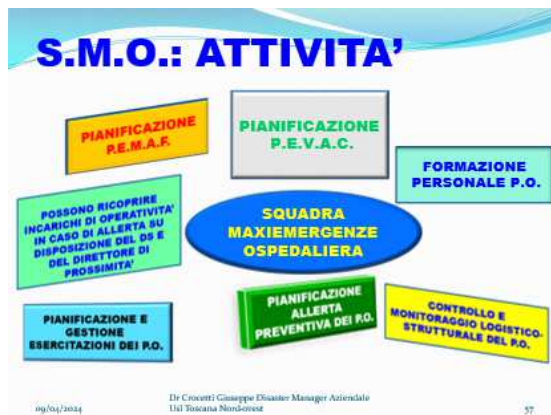 S.M.O.: ATTIVITA’
PIANIFICAZIONE
P.E.M.A.F.
PIANIFICAZIONE
P.E.V.A.C.
FORMAZIONE
PERSONALE P.O.
POSSONO RICOPRIRE
INCARICHI DI OPERATIVITA’
IN CASO DI ALLERTA SU
DISPOSIZIONE DEL DS E
DEL DIRETTORE DI
PROSSIMITA’
SQUADRA
MAXIEMERGENZE
OSPEDALIERA
PIANIFICAZIONE E
GESTIONE
ESERCITAZIONI DEI P.O.
PIANIFICAZIONE
ALLERTA
PREVENTIVA DEI P.O.
CONTROLLO E
MONITORAGGIO LOGISTICO-
STRUTTURALE DEL P.O.
09/04/2024
Dr Crocetti Giuseppe Disaster Manager Aziendale
Usl Toscana Nord-ovest
57